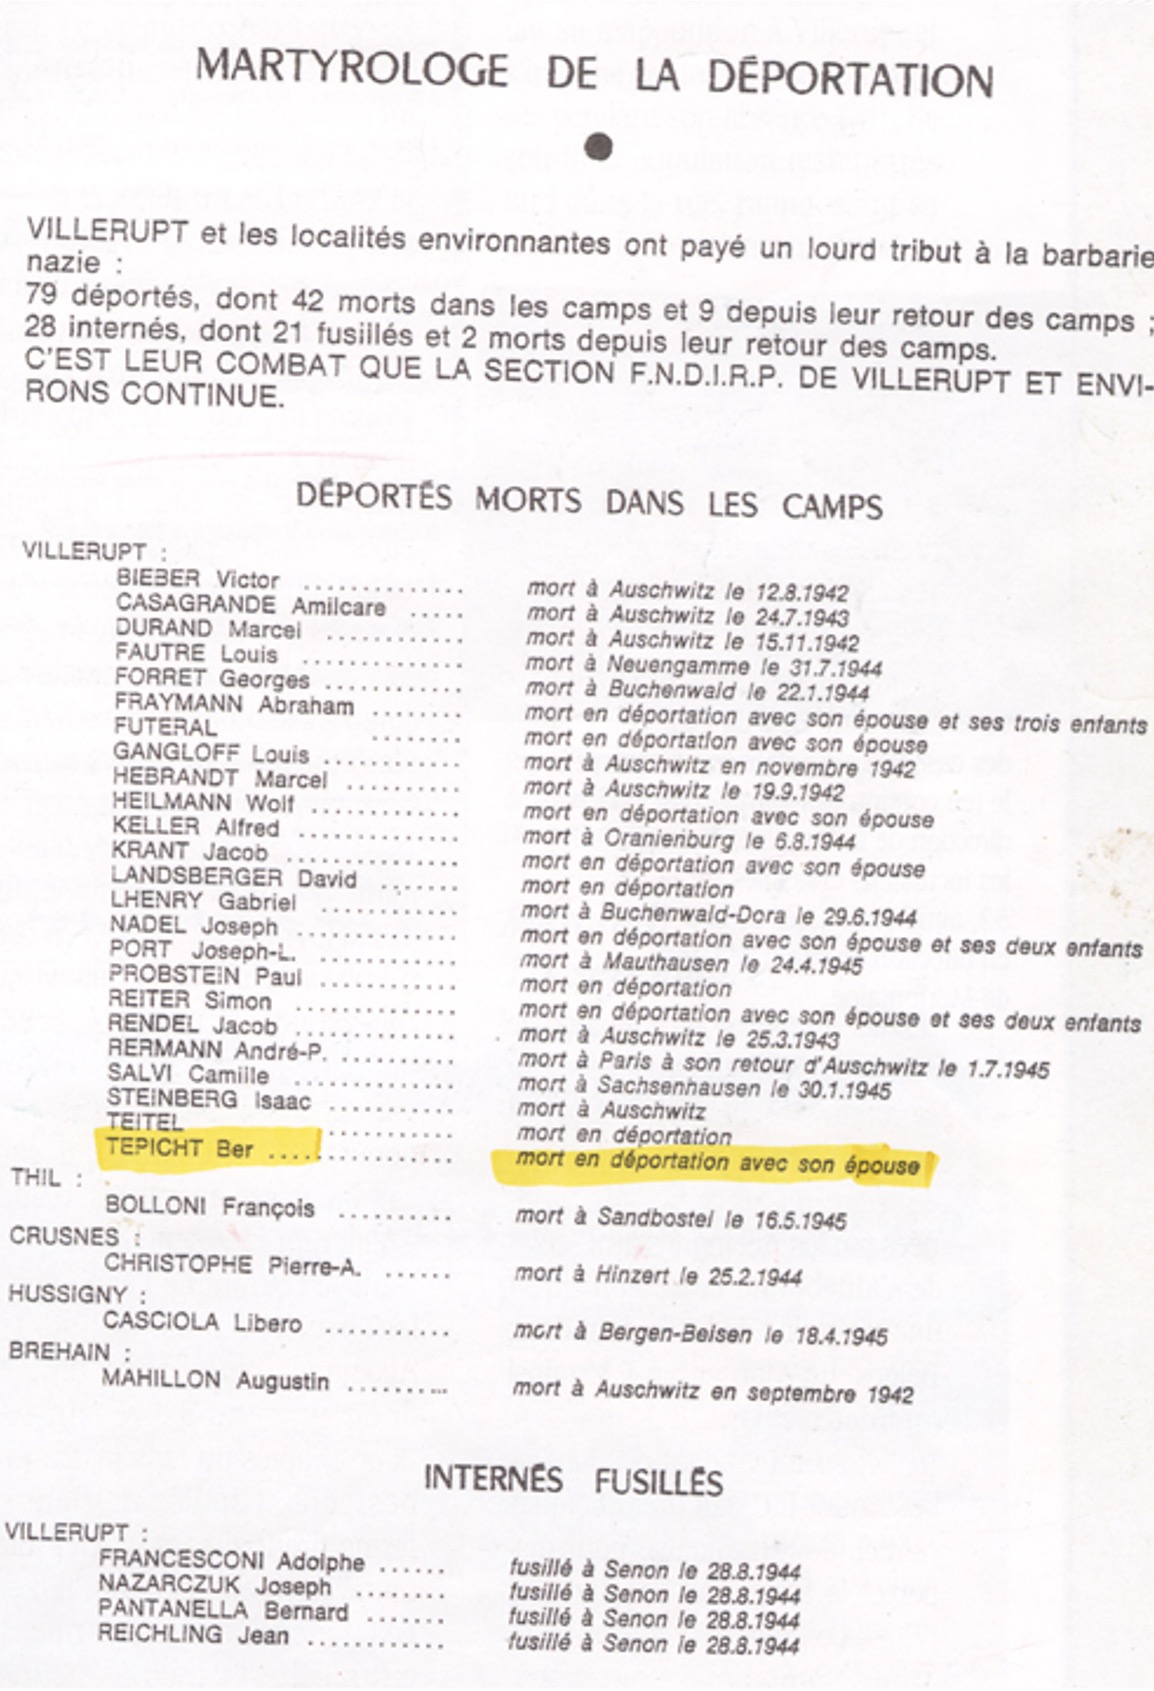 MARTYROLOGE DE LA DÉPORTATION
VILLERUPT et les localités environnantes ont payé un lourd tribut à la barbarie
nazie :
79 déportés, dont 42 morts dans les camps et 9 depuis leur retour des camps ;
28 internés, dont 21 fusillés et 2 morts depuis leur retour des camps.
C'EST LEUR COMBAT QUE LA SECTION F.N.D.I.R.P. DE VILLERUPT ET ENVI-
RONS CONTINUE.
DÉPORTÉS MORTS DANS LES CAMPS
VILLERUPT :
BIEBER Victor .............. mort à Auschwitz le 12.8.1942
CASAGRANDE Amilcare ..... mort à Auschwitz le 24.7.1943
DURAND Marcel ............ mort à Auschwitz le 15.11.1942
FAUTRE Louis .............. mort à Neuengamme le 31.7.1944
FORRET Georges ............ mort à Buchenwald le 22.1.1944
FRAYMANN Abraham ........ mort en déportation avec son épouse et ses trois enfants
FUTERAL ........ mort en déportation avec son épouse
GANGLOFF Louis ............ mort à Auschwitz en novembre 1942
HEBRANDT Marcel .......... mort à Auschwitz le 19.9.1942
HEILMANN Wolf ............. mort en déportation avec son épouse
KELLER Alfred .............. mort à Oranienburg le 6.8.1944
KRANT Jacob ............... mort en déportation avec son épouse
LANDSBERGER David ....... mort en déportation
LHENRY Gabriel ............ mort à Buchenwald-Dora le 29.6.1944
NADEL Joseph .............. mort en déportation avec son épouse et ses deux enfants
PORT Joseph-L. ............. mort à Mauthausen le 24.4.1945
PROBSTEIN Paul ............ mort en déportation
REITER Simon .............. mort en déportation avec son épouse et ses deux enfants
RENDEL Jacob .............. mort à Auschwitz le 25.3.1943
RERMANN André-P. .......... mort à Paris à son retour d'Auschwitz le 1.7.1945
SALVI Camille .............. mort à Sachsenhausen le 30.1.1945
STEINBERG Isaac ........... mort à Auschwitz
TEITEL ........... mort en déportation
TEPICHT Ber ................ mort en déportation avec son épouse
THIL :
BOLLONI François .......... mort à Sandbostel le 16.5.1945
CRUSNES :
CHRISTOPHE Pierre-A. ...... mort à Hinzert le 25.2.1944
HUSSIGNY :
CASCIOLA Libero ........... mort à Bergen-Belsen le 18.4.1945
BREHAIN :
MAHILLON Augustin .......... mort à Auschwitz en septembre 1942
INTERNÉS FUSILLÉS
VILLERUPT :
FRANCESCONI Adolphe ...... fusillé à Senon le 28.8.1944
NAZARCZUK Joseph ........ fusillé à Senon le 28.8.1944
PANTANELLA Bernard ....... fusillé à Senon le 28.8.1944
REICHLING Jean ............ fusillé à Senon le 28.8.1944